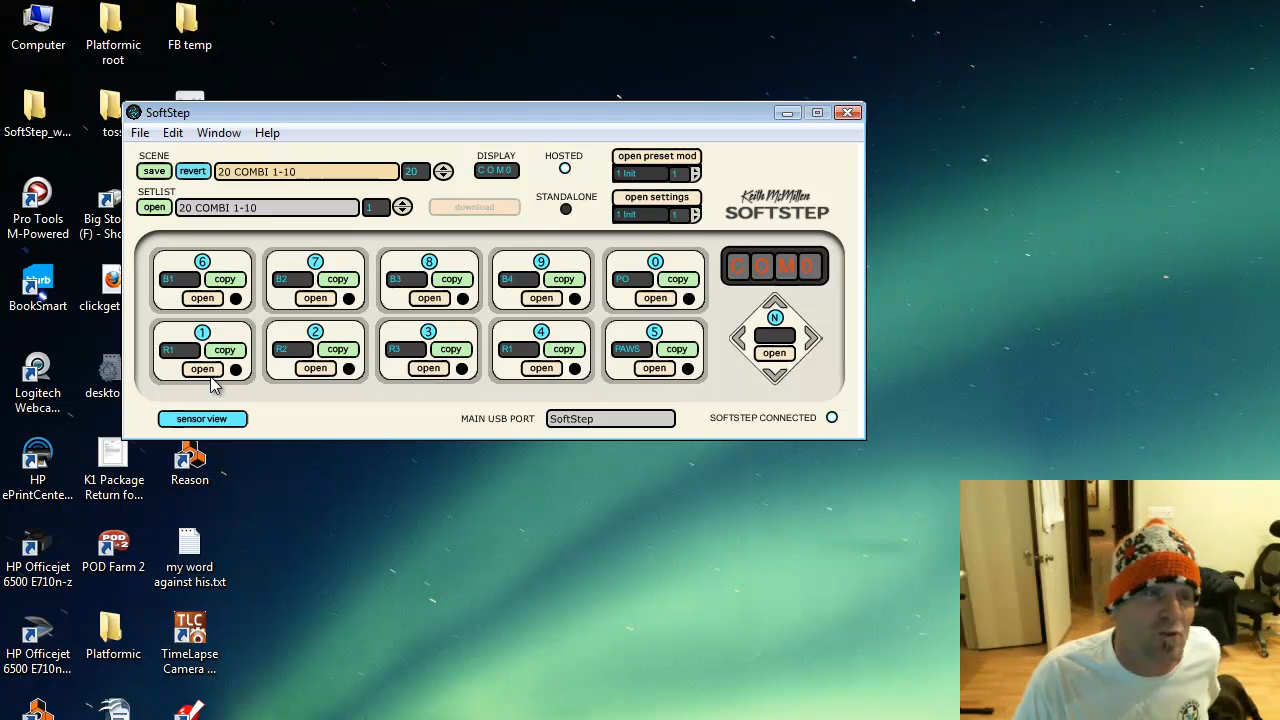 Computer
Platformic root
FB temp
SoftStep_w...
toss
Pro Tools M-Powered
Big Sto
(F) - Sho
BookSmart
clickget
Logitech Webca...
deskto
HP ePrintCente...
K1 Package Return fo...
Reason
HP Officejet 6500 E710n-z
POD Farm 2
my word against his.txt
HP Officejet 6500 E710n...
Platformic
TLC
TimeLapse Camera ...
SoftStep
File Edit Window Help
SCENE
save revert 20 COMBI 1-10_ 20
SETLIST
open 20 COMBI 1-10 1
download
DISPLAY
COM0
HOSTED
STANDALONE
open preset mod
1 Init 1
open settings
1 Init 1
Keith McMillen
SOFTSTEP
6 7 8 9 0
B1 copy B2 copy B3 copy B4 copy PO copy
open open open open open
COM0
1 2 3 4 5
R1 copy R2 copy R3 copy R1 copy PAWS copy
open open open open open
N
open
sensor view
MAIN USB PORT SoftStep
SOFTSTEP CONNECTED